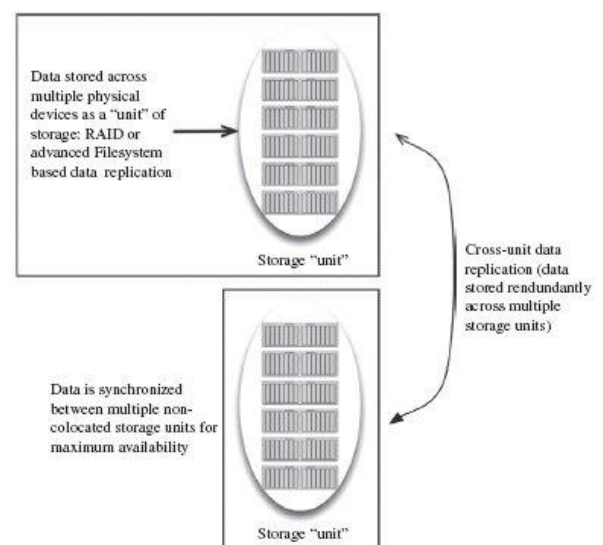 Data stored across
multiple physical
devices as a “unit” of
storage: RAID or
advanced Filesystem
based data replication
Storage “unit”
Cross-unit data
replication (data
stored rendundantly
across multiple
storage units)
Data is synchronized
between multiple non-
colocated storage units for
maximum availability
Storage “unit”